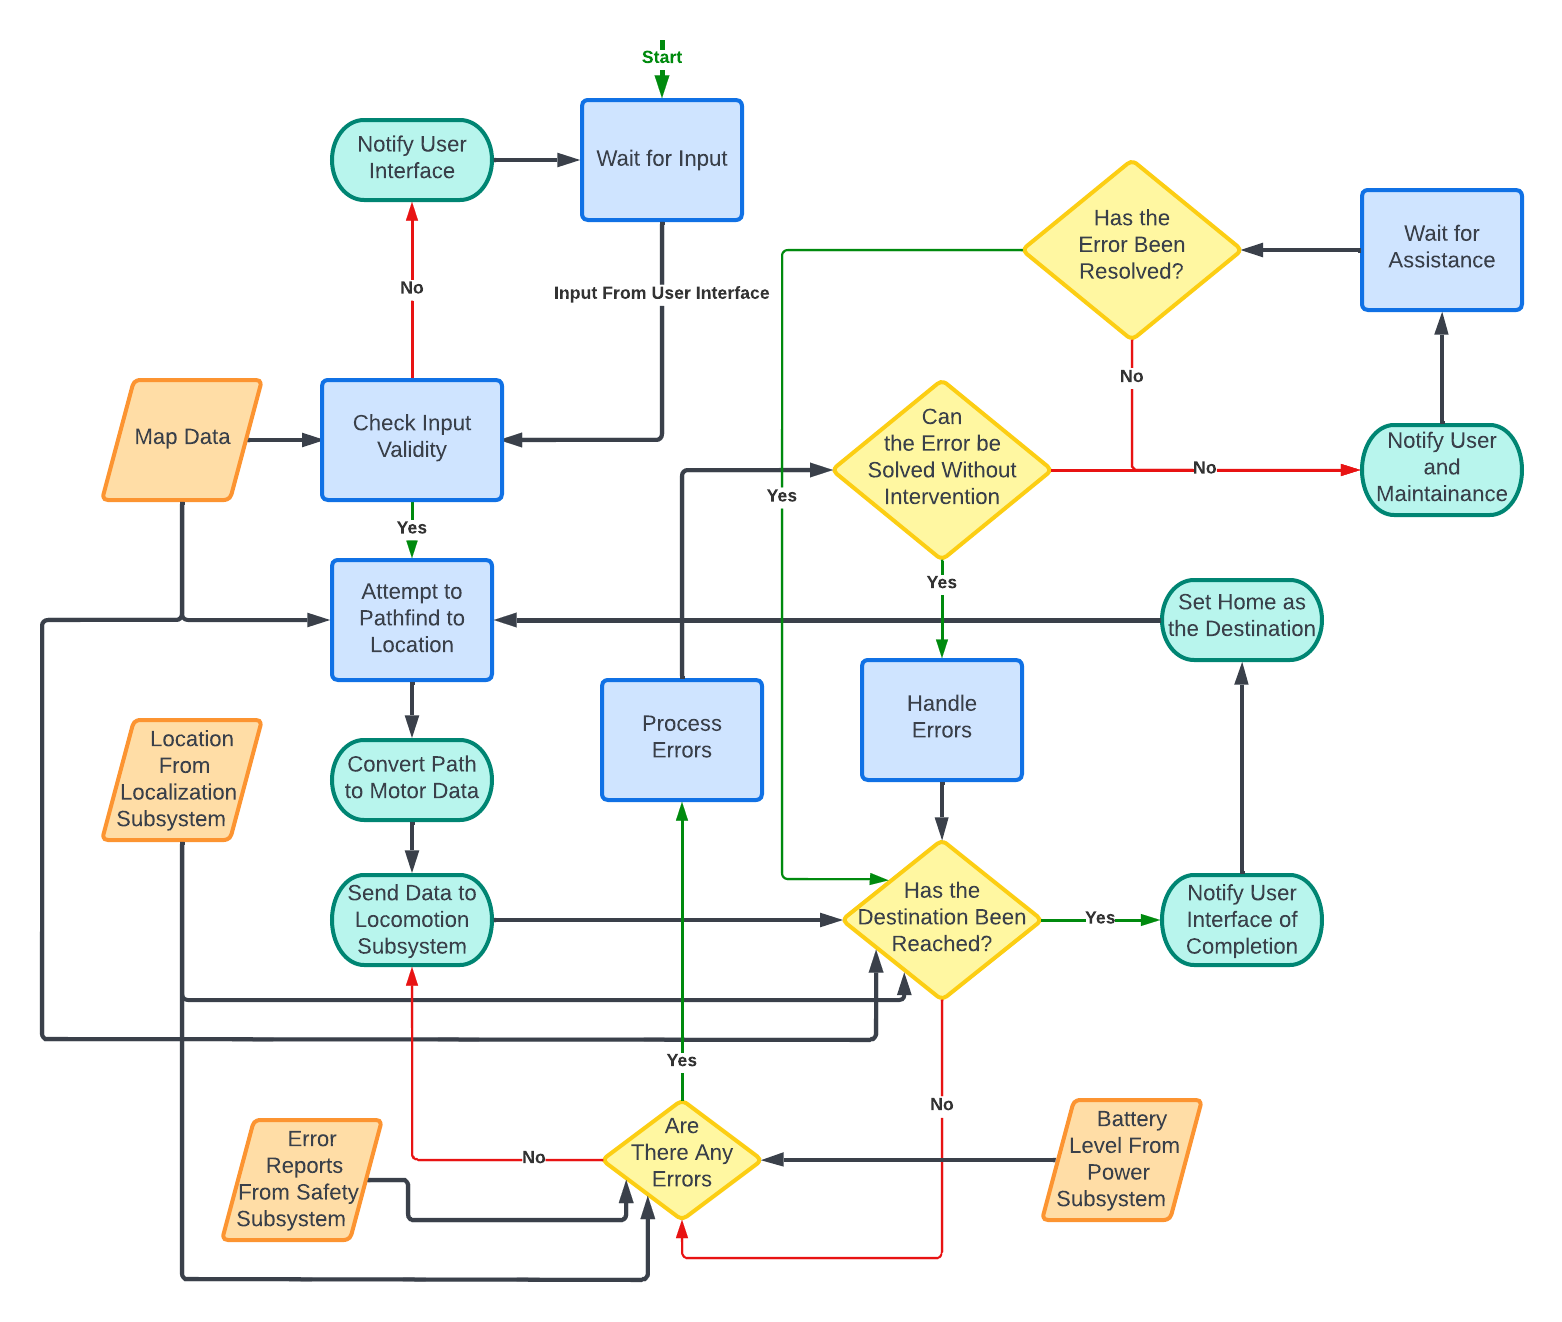 Start
Notify User
Interface
Wait for Input
Has the
Error Been
Resolved?
Wait for
Assistance
No
Input From User Interface
No
Map Data
Check Input
Validity
Can
the Error be
Solved Without
Intervention
No
Notify User
and
Maintainance
Yes
Yes
Yes
Attempt to
Pathfind to
Location
Set Home as
the Destination
Process
Errors
Handle
Errors
Location
From
Localization
Subsystem
Convert Path
to Motor Data
Send Data to
Locomotion
Subsystem
Has the
Destination Been
Reached?
Yes
Notify User
Interface of
Completion
Yes
No
Error
Reports
From Safety
Subsystem
No
Are
There Any
Errors
Battery
Level From
Power
Subsystem